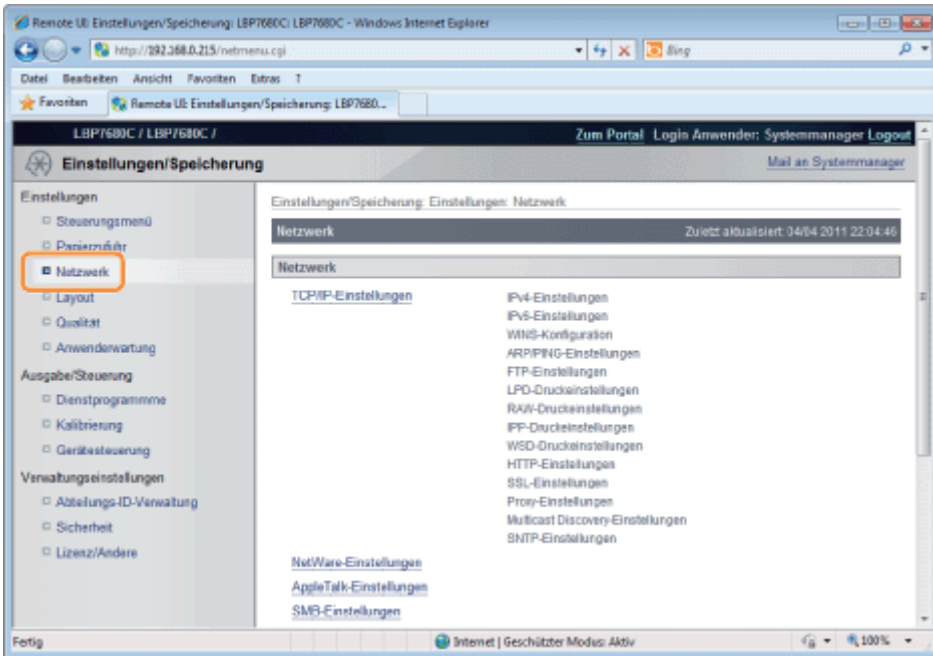 Remote UI: Einstellungen/Speicherung: LBP7680C: LBP7680C - Windows Internet Explorer
http://192.168.0.215/netmenu.cgi
Bing
Datei Bearbeiten Ansicht Favoriten Extras ?
Favoriten
Remote UI: Einstellungen/Speicherung: LBP7680...
LBP7680C / LBP7680C /
Zum Portal Login Anwender: Systemmanager Logout
Einstellungen/Speicherung
Mail an Systemmanager
Einstellungen
Steuerungsmenü
Papierzufuhr
Netzwerk
Layout
Qualität
Anwenderwartung
Ausgabe/Steuerung
Dienstprogrammme
Kalibrierung
Gerätesteuerung
Verwaltungseinstellungen
Abteilungs-ID-Verwaltung
Sicherheit
Lizenz/Andere
Einstellungen/Speicherung: Einstellungen: Netzwerk
Netzwerk
Zuletzt aktualisiert: 04/04 2011 22:04:46
Netzwerk
TCP/IP-Einstellungen
IPv4-Einstellungen
IPv6-Einstellungen
WINS-Konfiguration
ARP/PING-Einstellungen
FTP-Einstellungen
LPD-Druckeinstellungen
RAW-Druckeinstellungen
IPP-Druckeinstellungen
WSD-Druckeinstellungen
HTTP-Einstellungen
SSL-Einstellungen
Proxy-Einstellungen
Multicast Discovery-Einstellungen
SNTP-Einstellungen
NetWare-Einstellungen
AppleTalk-Einstellungen
SMB-Einstellungen
Fertig
Internet | Geschützter Modus: Aktiv
100%